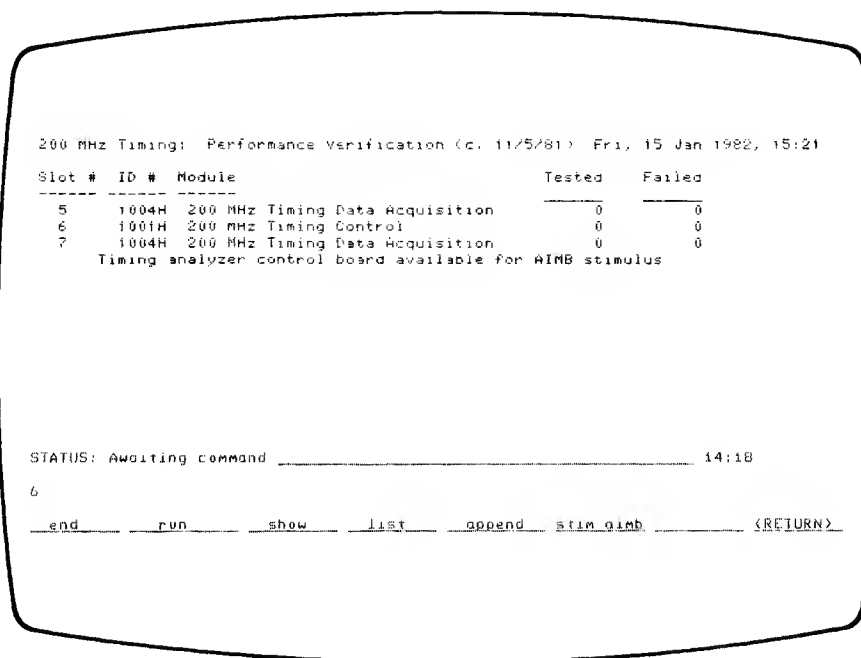 200 MHz Timing: Performance Verification (c. 11/5/81) Fri, 15 Jan 1982, 15:21
Slot # ID # Module Tested Failed
------ ------ ------
5 1004H 200 MHz Timing Data Acquisition 0 0
6 1001H 200 MHz Timing Control 0 0
7 1004H 200 MHz Timing Data Acquisition 0 0
Timing analyzer control board available for AIMB stimulus
STATUS: Awaiting command 14:18
6
end run show list append stim aimb <RETURN>